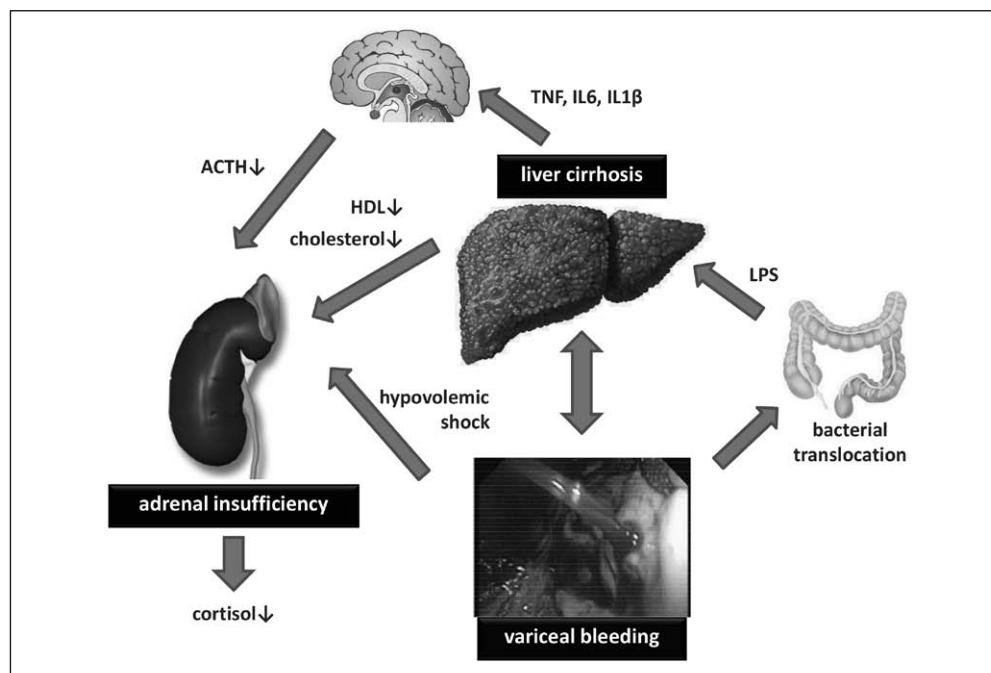 TNF, IL6, IL1β
ACTH↓
liver cirrhosis
HDL↓
cholesterol↓
LPS
hypovolemic
shock
bacterial
translocation
adrenal insufficiency
cortisol↓
variceal bleeding